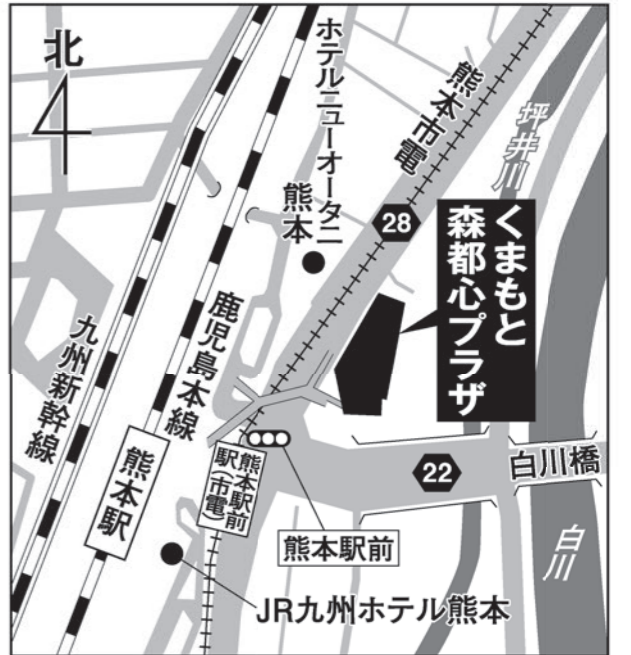 北
ホテルニューオータニ
熊本
熊本市電
坪井川
28
くまもと
森都心プラザ
鹿児島本線
九州新幹線
熊本駅
熊本駅前
駅(市電)
22
白川橋
熊本駅前
白川
JR九州ホテル熊本